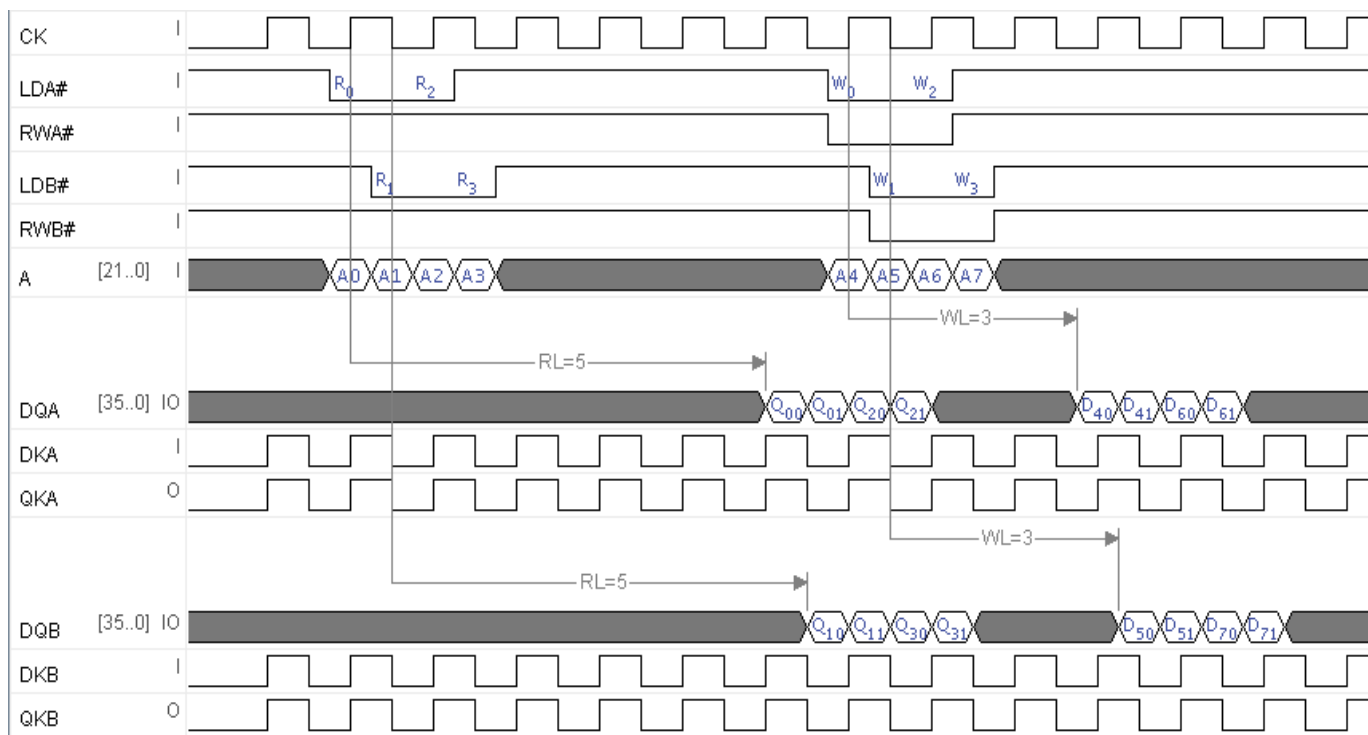 CK I
LDA# I R0 R2 W0 W2
RWA# I
LDB# I R1 R3 W1 W3
RWB# I
A [21..0] I A0 A1 A2 A3 A4 A5 A6 A7
WL=3
RL=5
DQA [35..0] IO Q00 Q01 Q20 Q21 D40 D41 D60 D61
DKA I
QKA O
WL=3
RL=5
DQB [35..0] IO Q10 Q11 Q30 Q31 D50 D51 D70 D71
DKB I
QKB O